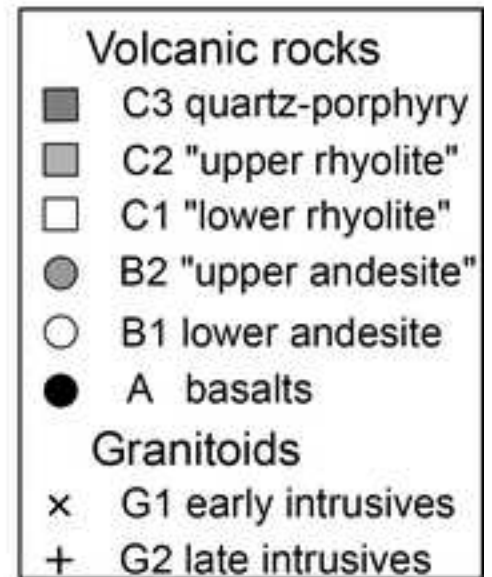 Volcanic rocks
C3 quartz-porphyry
C2 "upper rhyolite"
C1 "lower rhyolite"
B2 "upper andesite"
B1 lower andesite
A basalts
Granitoids
G1 early intrusives
G2 late intrusives